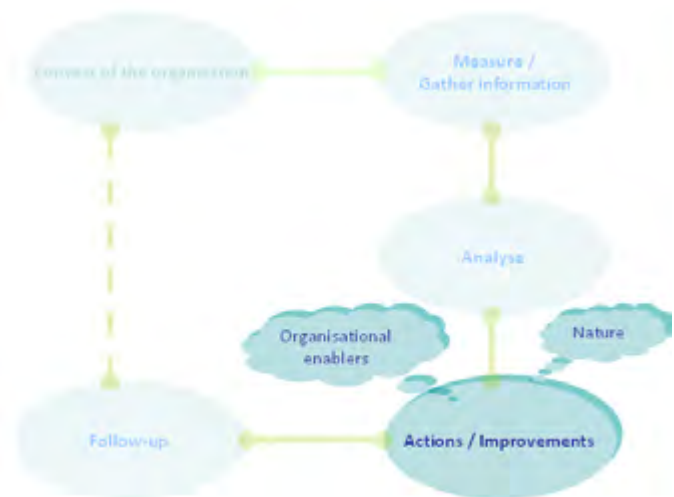 Context of the organisation
Measure /
Gather information
Analyse
Organisational
enablers
Nature
Follow-up
Actions / Improvements